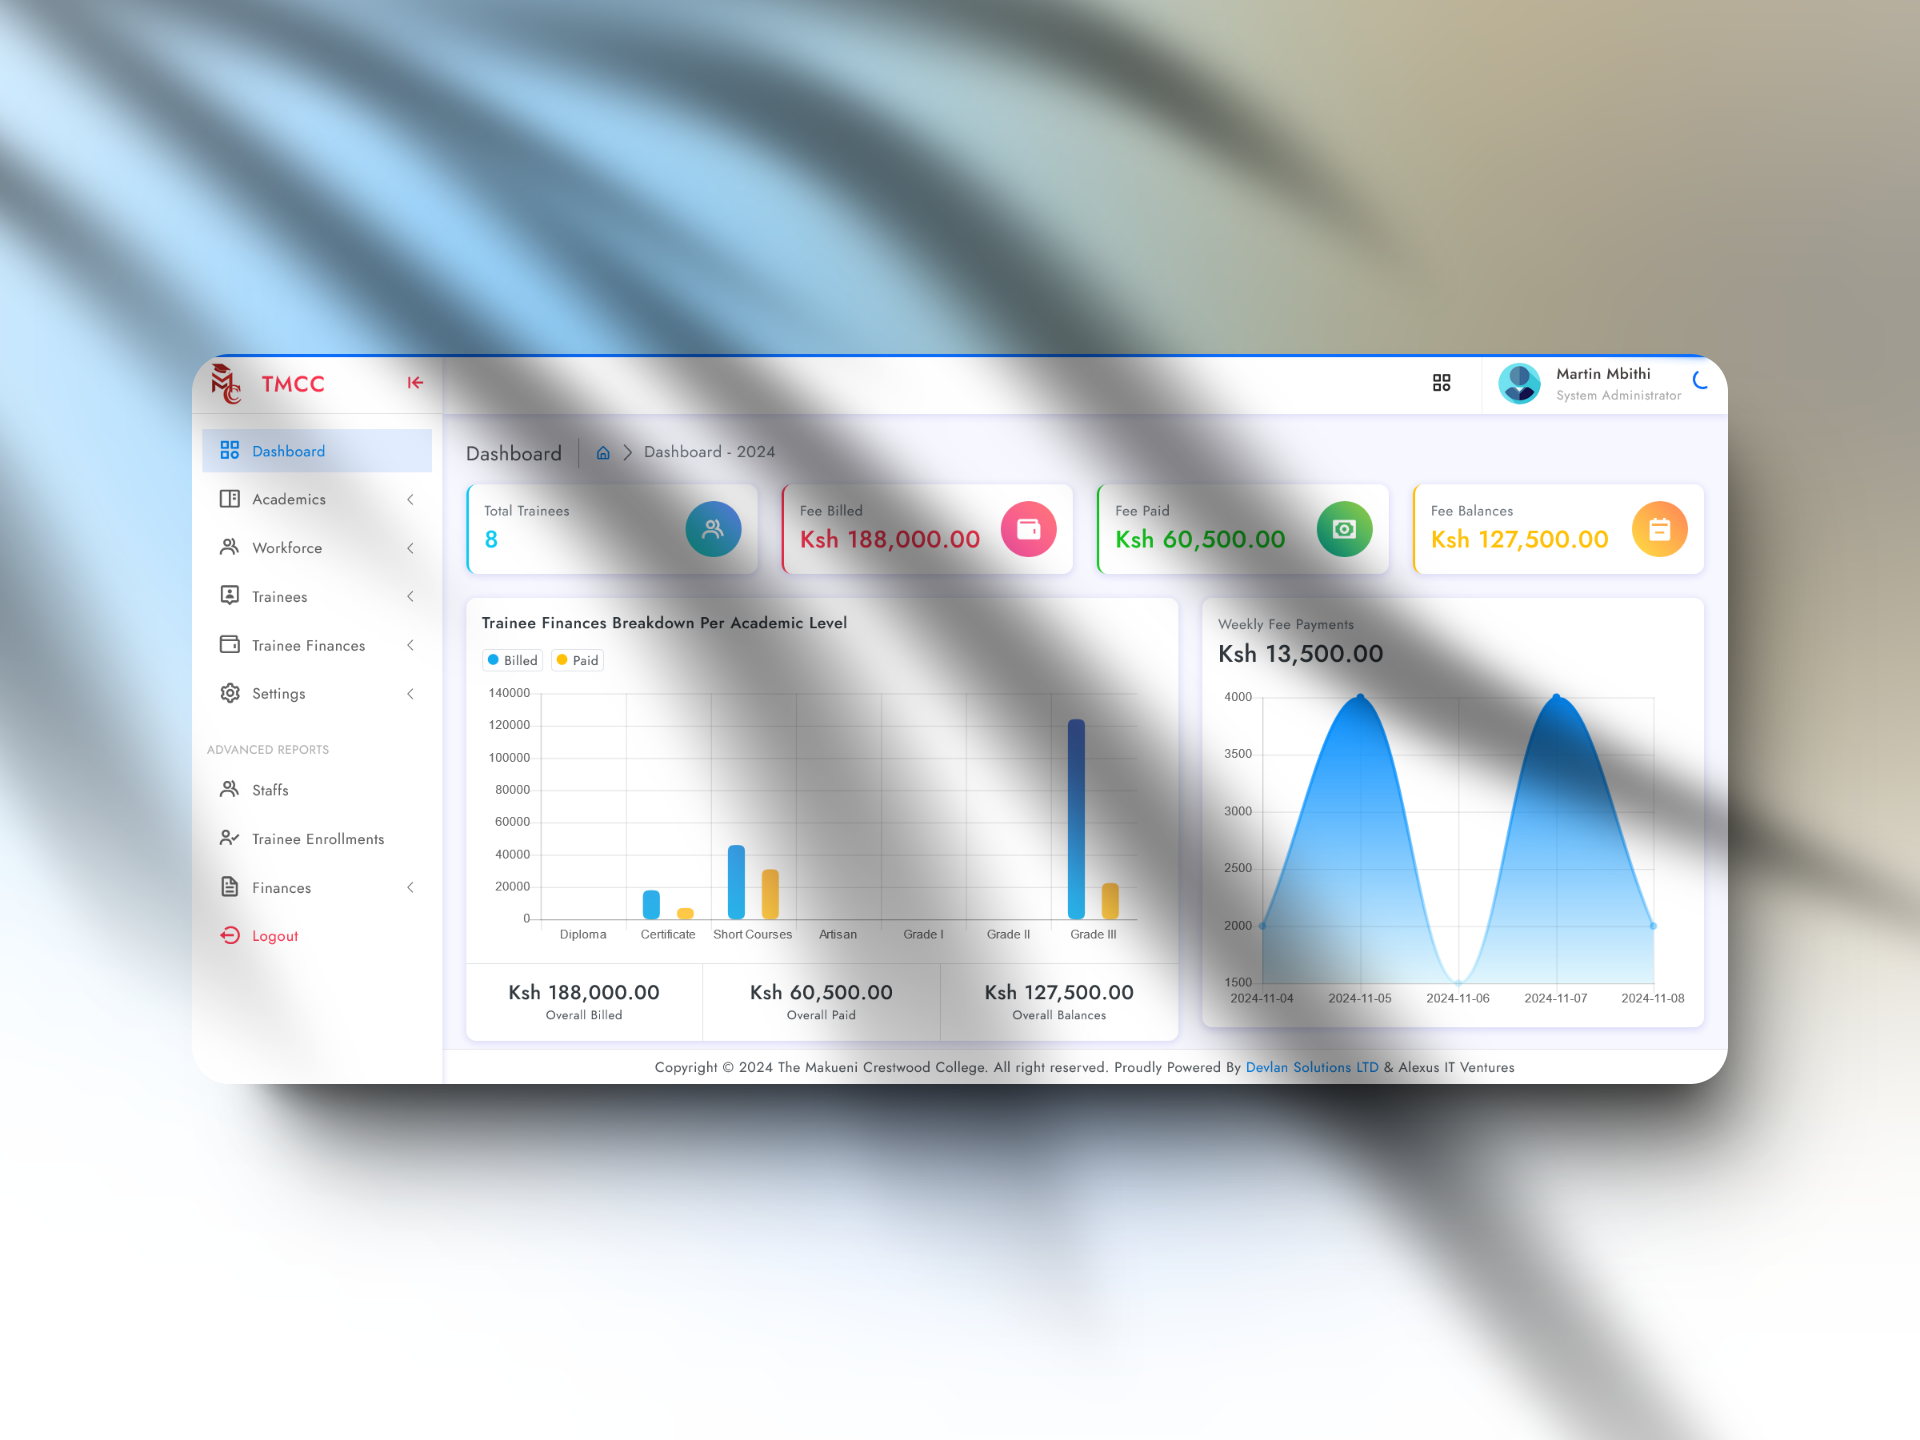 TMCC
Martin Mbithi
System Administrator
Dashboard
Academics
Workforce
Trainees
Trainee Finances
Settings
ADVANCED REPORTS
Staffs
Trainee Enrollments
Finances
Logout
Dashboard
Dashboard - 2024
Total Trainees
8
Fee Billed
Ksh 188,000.00
Fee Paid
Ksh 60,500.00
Fee Balances
Ksh 127,500.00
Trainee Finances Breakdown Per Academic Level
Billed Paid
140000
120000
100000
80000
60000
40000
20000
0
Diploma Certificate Short Courses Artisan Grade I Grade II Grade III
Ksh 188,000.00
Overall Billed
Ksh 60,500.00
Overall Paid
Ksh 127,500.00
Overall Balances
Weekly Fee Payments
Ksh 13,500.00
4000
3500
3000
2500
2000
1500
2024-11-04 2024-11-05 2024-11-06 2024-11-07 2024-11-08
Copyright © 2024 The Makueni Crestwood College. All right reserved. Proudly Powered By Devlan Solutions LTD & Alexus IT Ventures